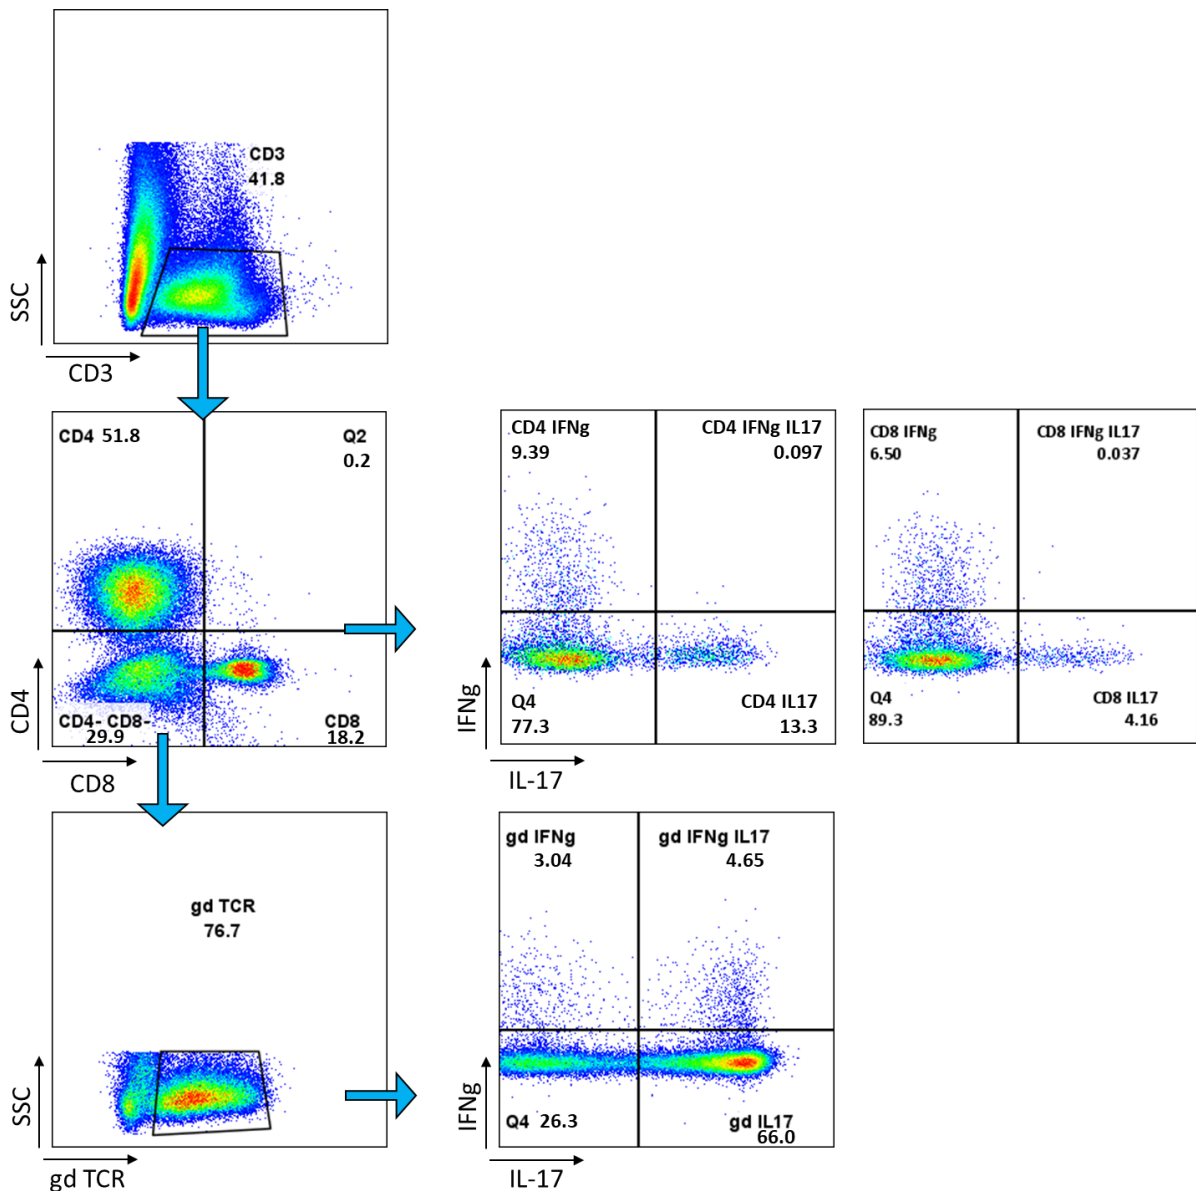 CD3
41.8
SSC
CD3
CD4 51.8
Q2
0.2
CD4- CD8-
29.9
CD8
18.2
CD4
CD8
CD4 IFNg
9.39
CD4 IFNg IL17
0.097
Q4
77.3
CD4 IL17
13.3
IFNg
IL-17
CD8 IFNg
6.50
CD8 IFNg IL17
0.037
Q4
89.3
CD8 IL17
4.16
gd TCR
76.7
SSC
gd TCR
gd IFNg
3.04
gd IFNg IL17
4.65
Q4 26.3
gd IL17
66.0
IFNg
IL-17